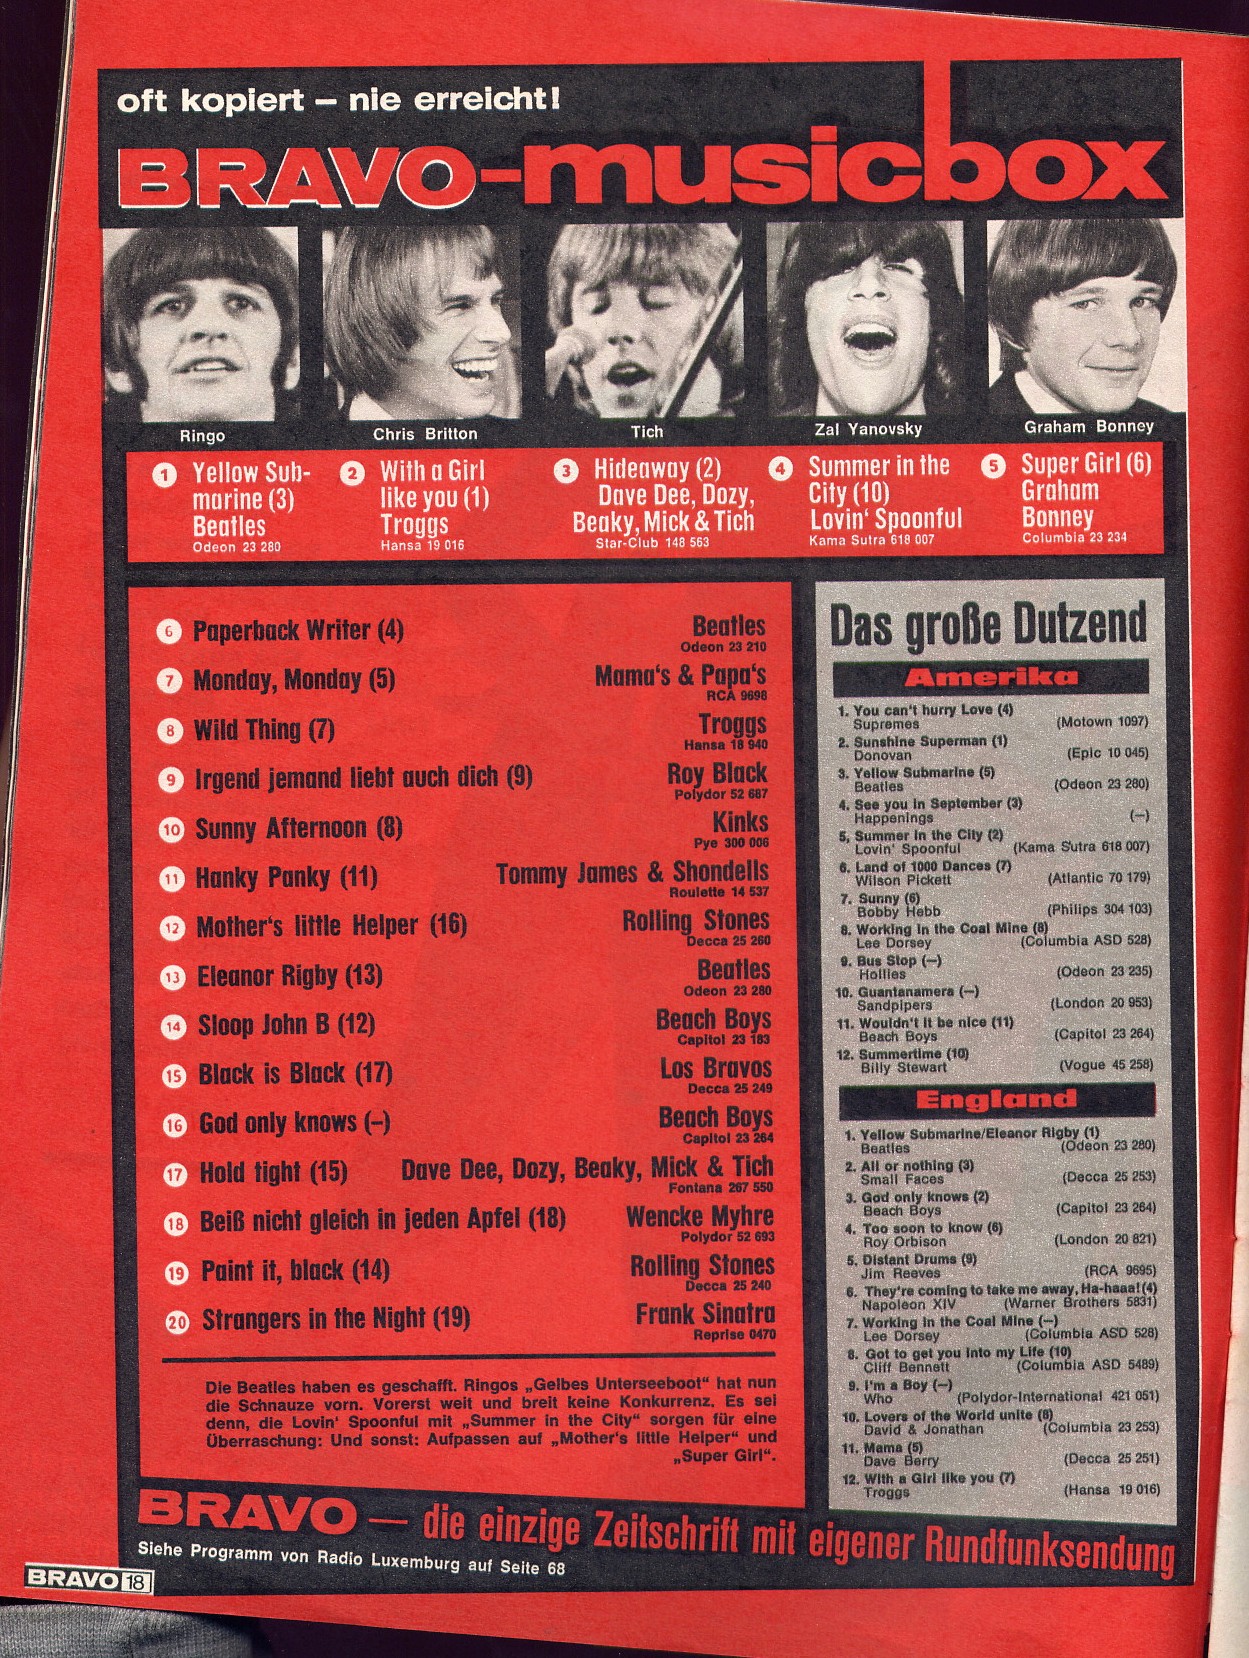 oft kopiert – nie erreicht!
BRAVO-musicbox
Ringo
Chris Britton
Tich
Zal Yanovsky
Graham Bonney
1 Yellow Sub-
marine (3)
Beatles
Odeon 23 280
2 With a Girl
like you (1)
Troggs
Hansa 19 016
3 Hideaway (2)
Dave Dee, Dozy,
Beaky, Mick & Tich
Star-Club 148 563
4 Summer in the
City (10)
Lovin' Spoonful
Kama Sutra 618 007
5 Super Girl (6)
Graham
Bonney
Columbia 23 234
6 Paperback Writer (4) Beatles
Odeon 23 210
7 Monday, Monday (5) Mama's & Papa's
RCA 9698
8 Wild Thing (7) Troggs
Hansa 18 940
9 Irgend jemand liebt auch dich (9) Roy Black
Polydor 52 687
10 Sunny Afternoon (8) Kinks
Pye 300 006
11 Hanky Panky (11) Tommy James & Shondells
Roulette 14 537
12 Mother's little Helper (16) Rolling Stones
Decca 25 260
13 Eleanor Rigby (13) Beatles
Odeon 23 280
14 Sloop John B (12) Beach Boys
Capitol 23 183
15 Black is Black (17) Los Bravos
Decca 25 249
16 God only knows (–) Beach Boys
Capitol 23 264
17 Hold tight (15) Dave Dee, Dozy, Beaky, Mick & Tich
Fontana 267 550
18 Beiß nicht gleich in jeden Apfel (18) Wencke Myhre
Polydor 52 693
19 Paint it, black (14) Rolling Stones
Decca 25 240
20 Strangers in the Night (19) Frank Sinatra
Reprise 0470
Die Beatles haben es geschafft. Ringos „Gelbes Unterseeboot" hat nun
die Schnauze vorn. Vorerst weit und breit keine Konkurrenz. Es sei
denn, die Lovin' Spoonful mit „Summer in the City" sorgen für eine
Überraschung: Und sonst: Aufpassen auf „Mother's little Helper" und
„Super Girl".
Das große Dutzend
Amerika
1. You can't hurry Love (4)
Supremes (Motown 1097)
2. Sunshine Superman (1)
Donovan (Epic 10 045)
3. Yellow Submarine (5)
Beatles (Odeon 23 280)
4. See you in September (3)
Happenings (–)
5. Summer in the City (2)
Lovin' Spoonful (Kama Sutra 618 007)
6. Land of 1000 Dances (7)
Wilson Pickett (Atlantic 70 179)
7. Sunny (6)
Bobby Hebb (Philips 304 103)
8. Working in the Coal Mine (8)
Lee Dorsey (Columbia ASD 528)
9. Bus Stop (–)
Hollies (Odeon 23 235)
10. Guantanamera (–)
Sandpipers (London 20 953)
11. Wouldn't it be nice (11)
Beach Boys (Capitol 23 264)
12. Summertime (10)
Billy Stewart (Vogue 45 258)
England
1. Yellow Submarine/Eleanor Rigby (1)
Beatles (Odeon 23 280)
2. All or nothing (3)
Small Faces (Decca 25 253)
3. God only knows (2)
Beach Boys (Capitol 23 264)
4. Too soon to know (6)
Roy Orbison (London 20 821)
5. Distant Drums (9)
Jim Reeves (RCA 9695)
6. They're coming to take me away, Ha-haaa! (4)
Napoleon XIV (Warner Brothers 5831)
7. Working in the Coal Mine (–)
Lee Dorsey (Columbia ASD 528)
8. Got to get you into my Life (10)
Cliff Bennett (Columbia ASD 5489)
9. I'm a Boy (–)
Who (Polydor-International 421 051)
10. Lovers of the World unite (8)
David & Jonathan (Columbia 23 253)
11. Mama (5)
Dave Berry (Decca 25 251)
12. With a Girl like you (7)
Troggs (Hansa 19 016)
BRAVO — die einzige Zeitschrift mit eigener Rundfunksendung
Siehe Programm von Radio Luxemburg auf Seite 68
BRAVO 18